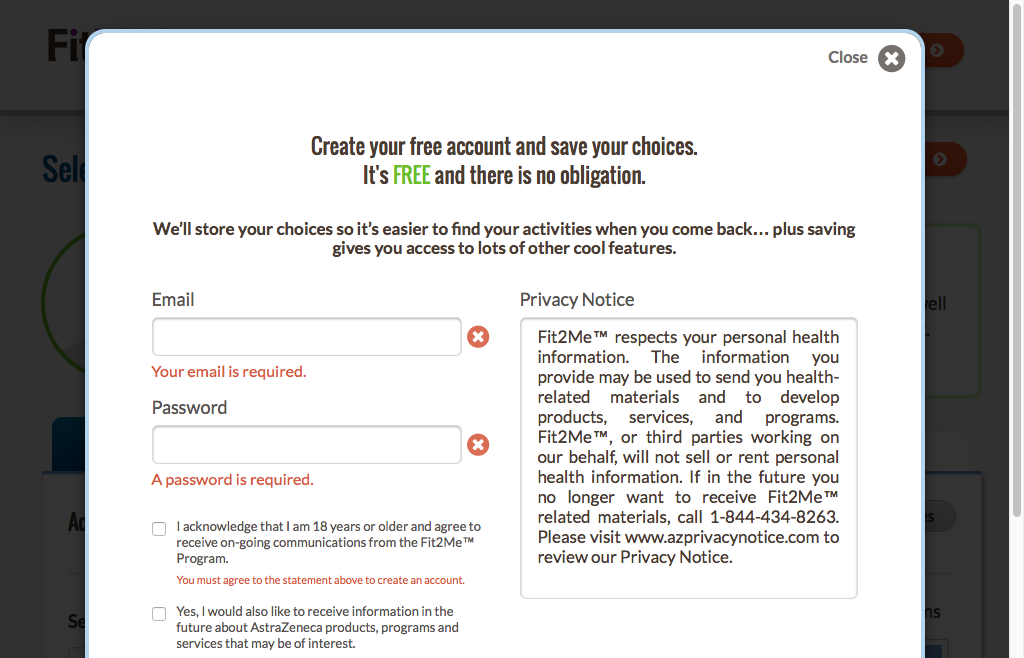 Fit
Close
Sele
Create your free account and save your choices.
It's FREE and there is no obligation.
We'll store your choices so it's easier to find your activities when you come back... plus saving
gives you access to lots of other cool features.
Email
Your email is required.
Password
A password is required.
I acknowledge that I am 18 years or older and agree to
receive on-going communications from the Fit2Me™
Program.
You must agree to the statement above to create an account.
Yes, I would also like to receive information in the
future about AstraZeneca products, programs and
services that may be of interest.
Privacy Notice
Fit2Me™ respects your personal health
information. The information you
provide may be used to send you health-
related materials and to develop
products, services, and programs.
Fit2Me™, or third parties working on
our behalf, will not sell or rent personal
health information. If in the future you
no longer want to receive Fit2Me™
related materials, call 1-844-434-8263.
Please visit www.azprivacynotice.com to
review our Privacy Notice.